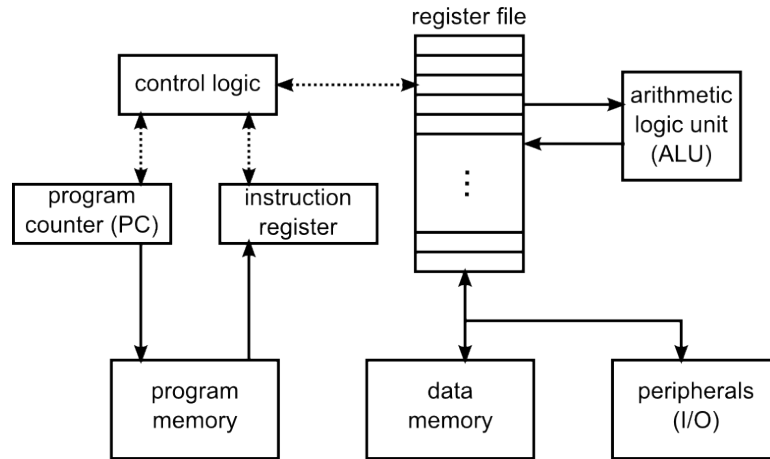 register file
control logic
arithmetic
logic unit
(ALU)
program
counter (PC)
instruction
register
program
memory
data
memory
peripherals
(I/O)